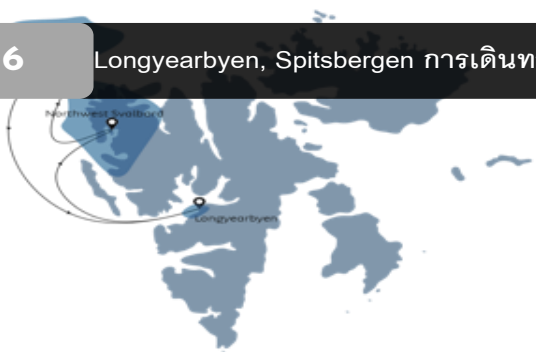 6
Longyearbyen, Spitsbergen การเดินท
Northwest Svalbard
Longyearbyen